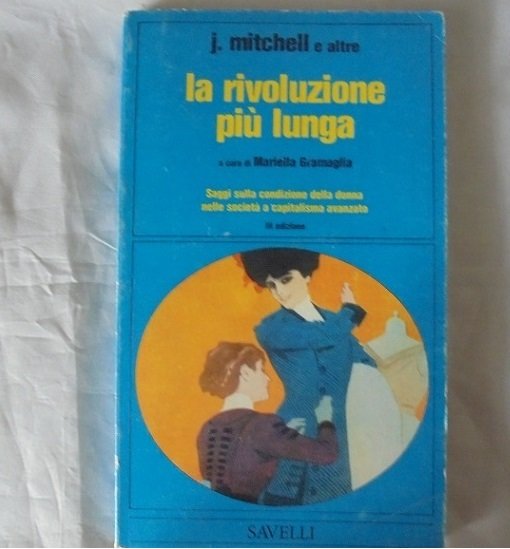 j. mitchell e altre
la rivoluzione
più lunga
a cura di Mariella Gramaglia
Saggi sulla condizione della donna
nelle società a capitalismo avanzato
III edizione
SAVELLI